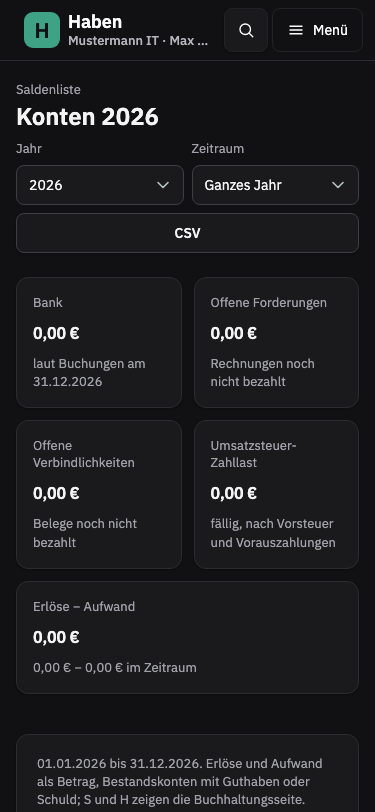 H
Haben
Mustermann IT · Max ...
Menü
Saldenliste
Konten 2026
Jahr
Zeitraum
2026
Ganzes Jahr
CSV
Bank
0,00 €
laut Buchungen am
31.12.2026
Offene Forderungen
0,00 €
Rechnungen noch
nicht bezahlt
Offene
Verbindlichkeiten
0,00 €
Belege noch nicht
bezahlt
Umsatzsteuer-
Zahllast
0,00 €
fällig, nach Vorsteuer
und Vorauszahlungen
Erlöse – Aufwand
0,00 €
0,00 € – 0,00 € im Zeitraum
01.01.2026 bis 31.12.2026. Erlöse und Aufwand
als Betrag, Bestandskonten mit Guthaben oder
Schuld; S und H zeigen die Buchhaltungsseite.